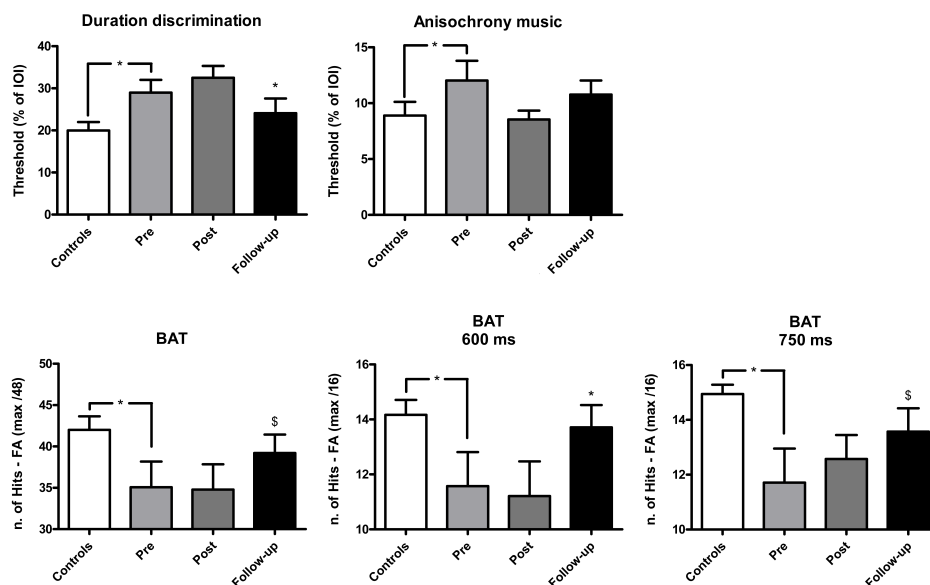 Duration discrimination
Threshold (% of IOI)
40
30
20
10
0
*
*
Controls
Pre
Post
Follow-up
Anisochrony music
Threshold (% of IOI)
15
10
5
0
*
Controls
Pre
Post
Follow-up
BAT
n. of Hits - FA (max /48)
50
45
40
35
30
*
$
Controls
Pre
Post
Follow-up
BAT
600 ms
n. of Hits - FA (max /16)
16
14
12
10
*
*
Controls
Pre
Post
Follow-up
BAT
750 ms
n. of Hits - FA (max /16)
16
14
12
10
*
$
Controls
Pre
Post
Follow-up